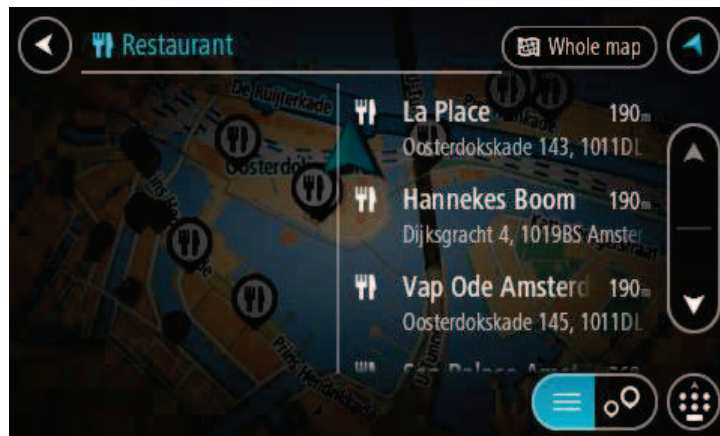 Restaurant
Whole map
De Ruijterkade
La Place 190m
Oosterdokskade 143, 1011DL
Hannekes Boom 190m
Dijksgracht 4, 1019BS Amster
Vap Ode Amsterd 190m
Oosterdokskade 145, 1011DL
Prins Hendrikkade